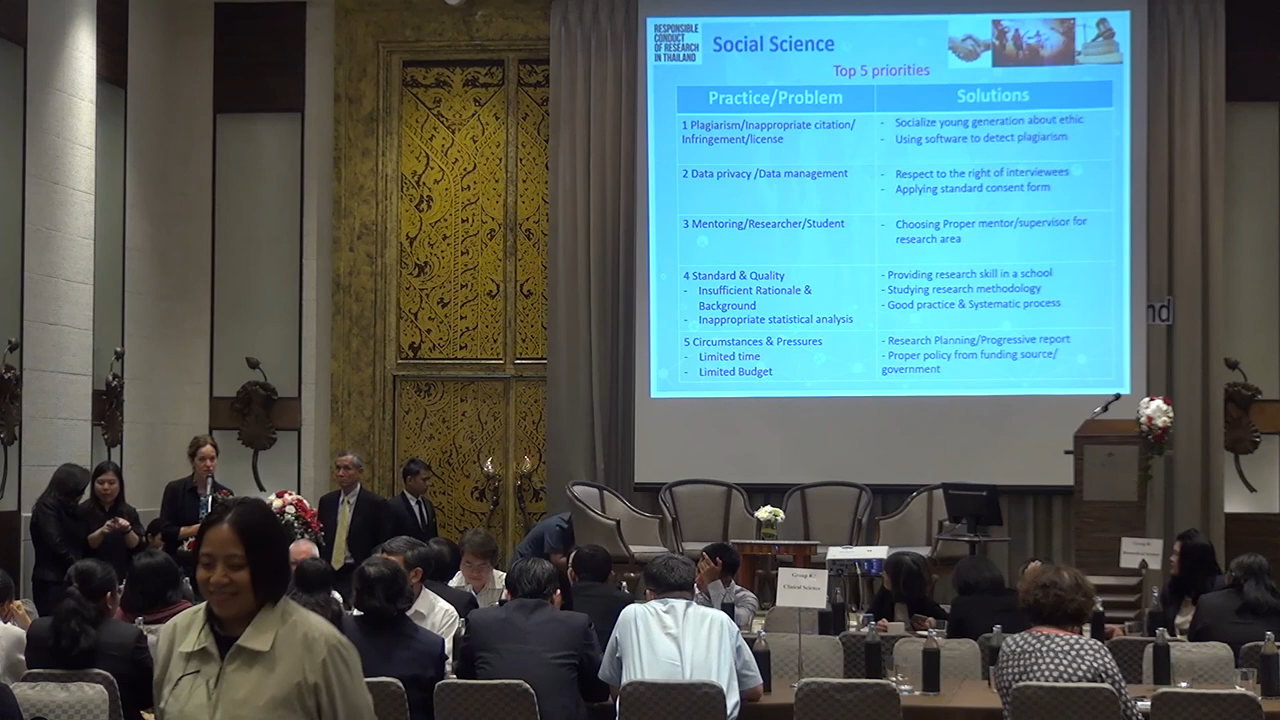 RESPONSIBLE
CONDUCT
OF RESEARCH
IN THAILAND
Social Science
Top 5 priorities
Practice/Problem
Solutions
1 Plagiarism/Inappropriate citation/
Infringement/license
- Socialize young generation about ethic
- Using software to detect plagiarism
2 Data privacy /Data management
- Respect to the right of interviewees
- Applying standard consent form
3 Mentoring/Researcher/Student
- Choosing Proper mentor/supervisor for
research area
4 Standard & Quality
- Insufficient Rationale &
Background
- Inappropriate statistical analysis
- Providing research skill in a school
- Studying research methodology
- Good practice & Systematic process
5 Circumstances & Pressures
- Limited time
- Limited Budget
- Research Planning/Progressive report
- Proper policy from funding source/
government
nd
Clinical Science